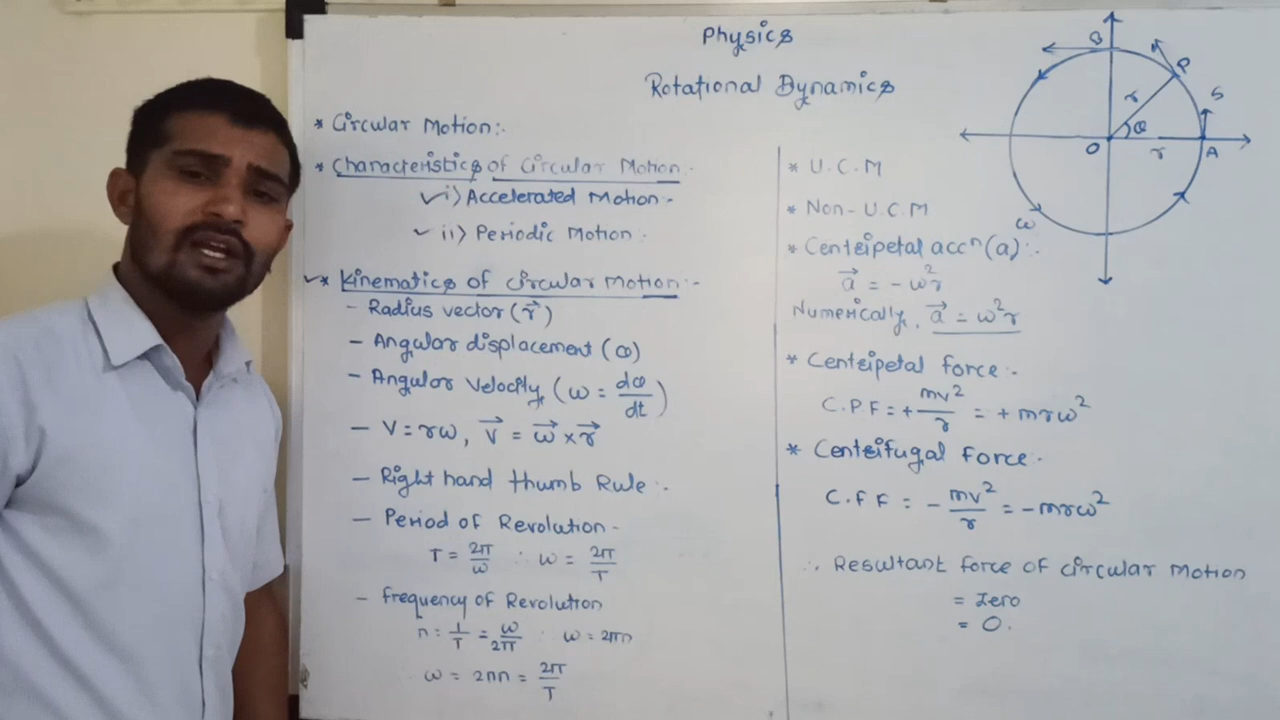 Physics
Rotational Dynamics
* Circular Motion:-
* Characteristics of Circular Motion:-
✓ i) Accelerated Motion-
✓ ii) Periodic Motion:-
✓* Kinematics of circular Motion:-
- Radius vector (r⃗)
- Angular displacement (θ)
- Angular velocity (ω = dθ/dt)
- V = rω, V⃗ = ω⃗ × r⃗
- Right hand thumb Rule:-
- Period of Revolution-
T = 2π/ω ∴ ω = 2π/T
- frequency of Revolution
n = 1/T = ω/2π ∴ ω = 2πn
ω = 2πn = 2π/T
* U.C.M
* Non-U.C.M
* Centripetal accⁿ (a):-
a⃗ = -ω²r
Numerically, a⃗ = ω²r
* Centripetal force:-
C.P.F = + mv²/r = + mrω²
* Centrifugal Force:-
C.F.F = - mv²/r = - mrω²
∴ Resultant force of circular Motion
= Zero
= 0.
B
P
S
r
θ
O
r
A
ω